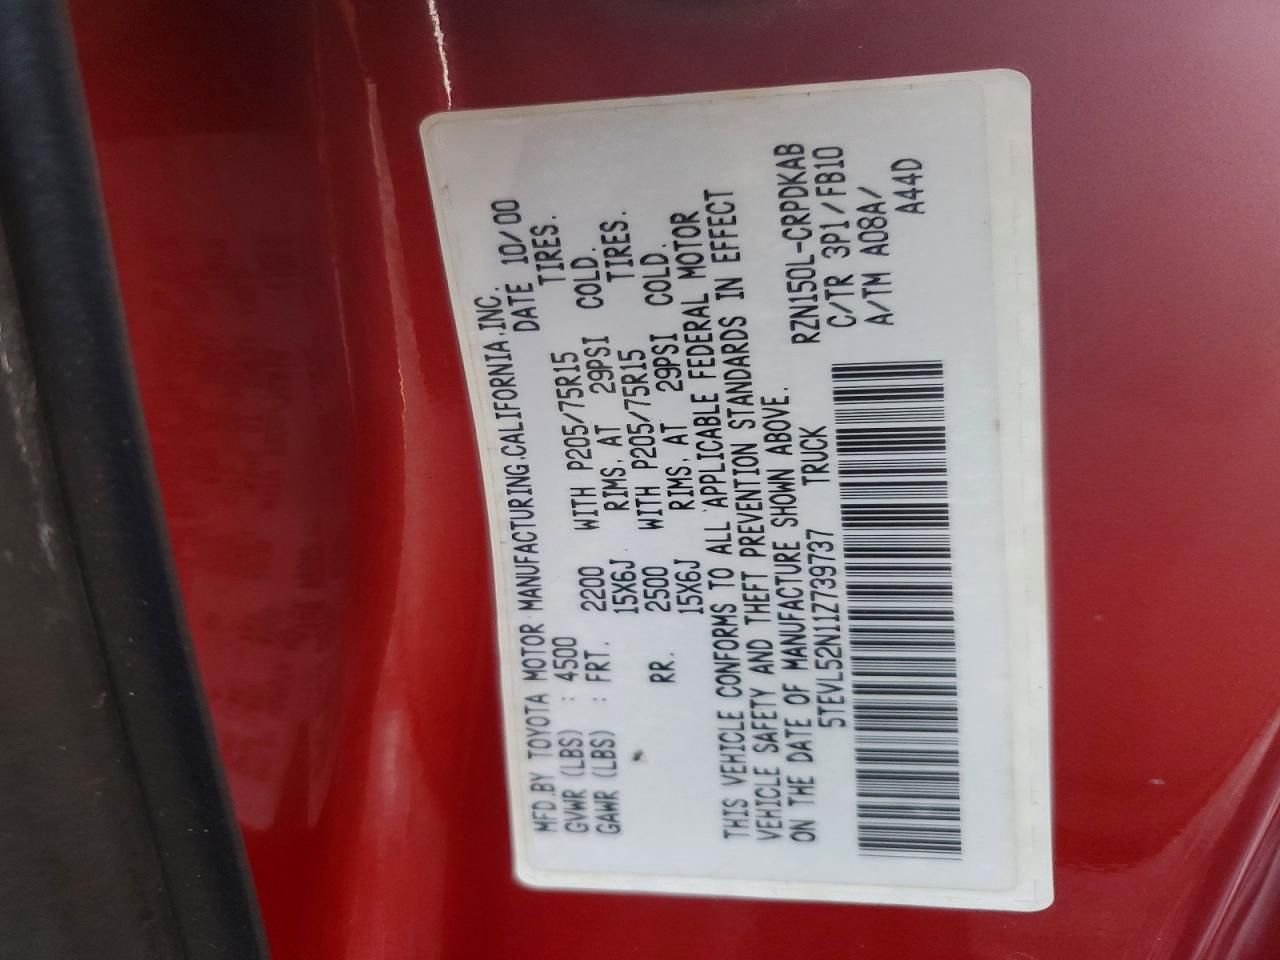 MFD.BY TOYOTA MOTOR MANUFACTURING,CALIFORNIA,INC.
GVWR (LBS) : 4500 DATE 10/00
GAWR (LBS) : FRT. 2200 WITH P205/75R15 TIRES.
15X6J RIMS, AT 29PSI COLD.
RR. 2500 WITH P205/75R15 TIRES.
15X6J RIMS, AT 29PSI COLD.
THIS VEHICLE CONFORMS TO ALL APPLICABLE FEDERAL MOTOR
VEHICLE SAFETY AND THEFT PREVENTION STANDARDS IN EFFECT
ON THE DATE OF MANUFACTURE SHOWN ABOVE.
5TEVL52N11Z739737 TRUCK
RZN150L-CRPDKAB
C/TR 3P1/FB10
A/TM A08A/
A44D